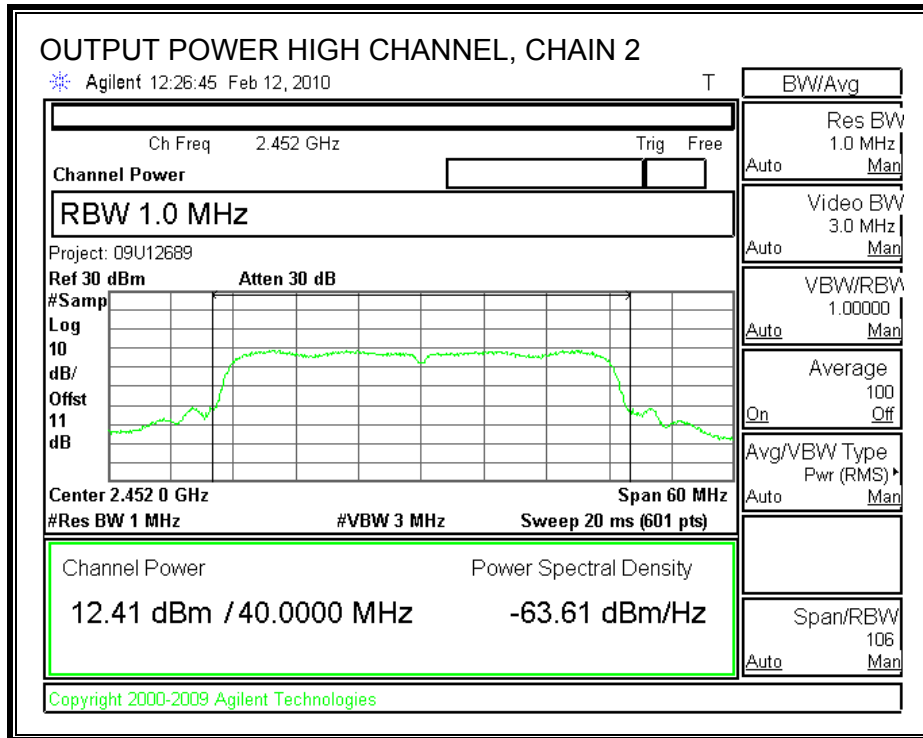 OUTPUT POWER HIGH CHANNEL, CHAIN 2
Agilent 12:26:45 Feb 12, 2010 T
Ch Freq 2.452 GHz Trig Free
Channel Power
RBW 1.0 MHz
Project: 09U12689
Ref 30 dBm Atten 30 dB
#Samp
Log
10
dB/
Offst
11
dB
Center 2.452 0 GHz Span 60 MHz
#Res BW 1 MHz #VBW 3 MHz Sweep 20 ms (601 pts)
Channel Power Power Spectral Density
12.41 dBm / 40.0000 MHz -63.61 dBm/Hz
Copyright 2000-2009 Agilent Technologies
BW/Avg
Res BW
1.0 MHz
Auto Man
Video BW
3.0 MHz
Auto Man
VBW/RBW
1.00000
Auto Man
Average
100
On Off
Avg/VBW Type
Pwr (RMS)
Auto Man
Span/RBW
106
Auto Man